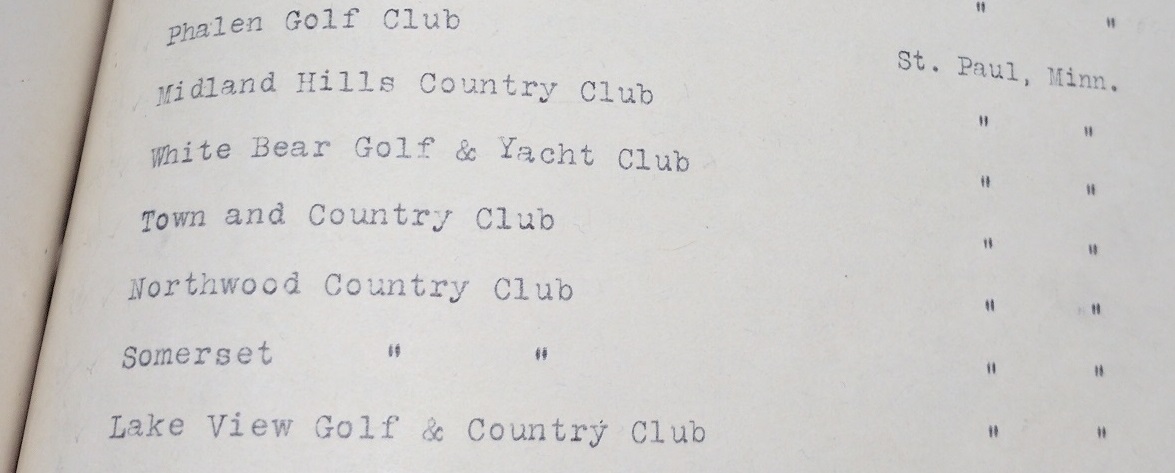 " "
Phalen Golf Club St. Paul, Minn.
Midland Hills Country Club " "
White Bear Golf & Yacht Club " "
Town and Country Club " "
Northwood Country Club " "
Somerset " " " "
Lake View Golf & Country Club " "